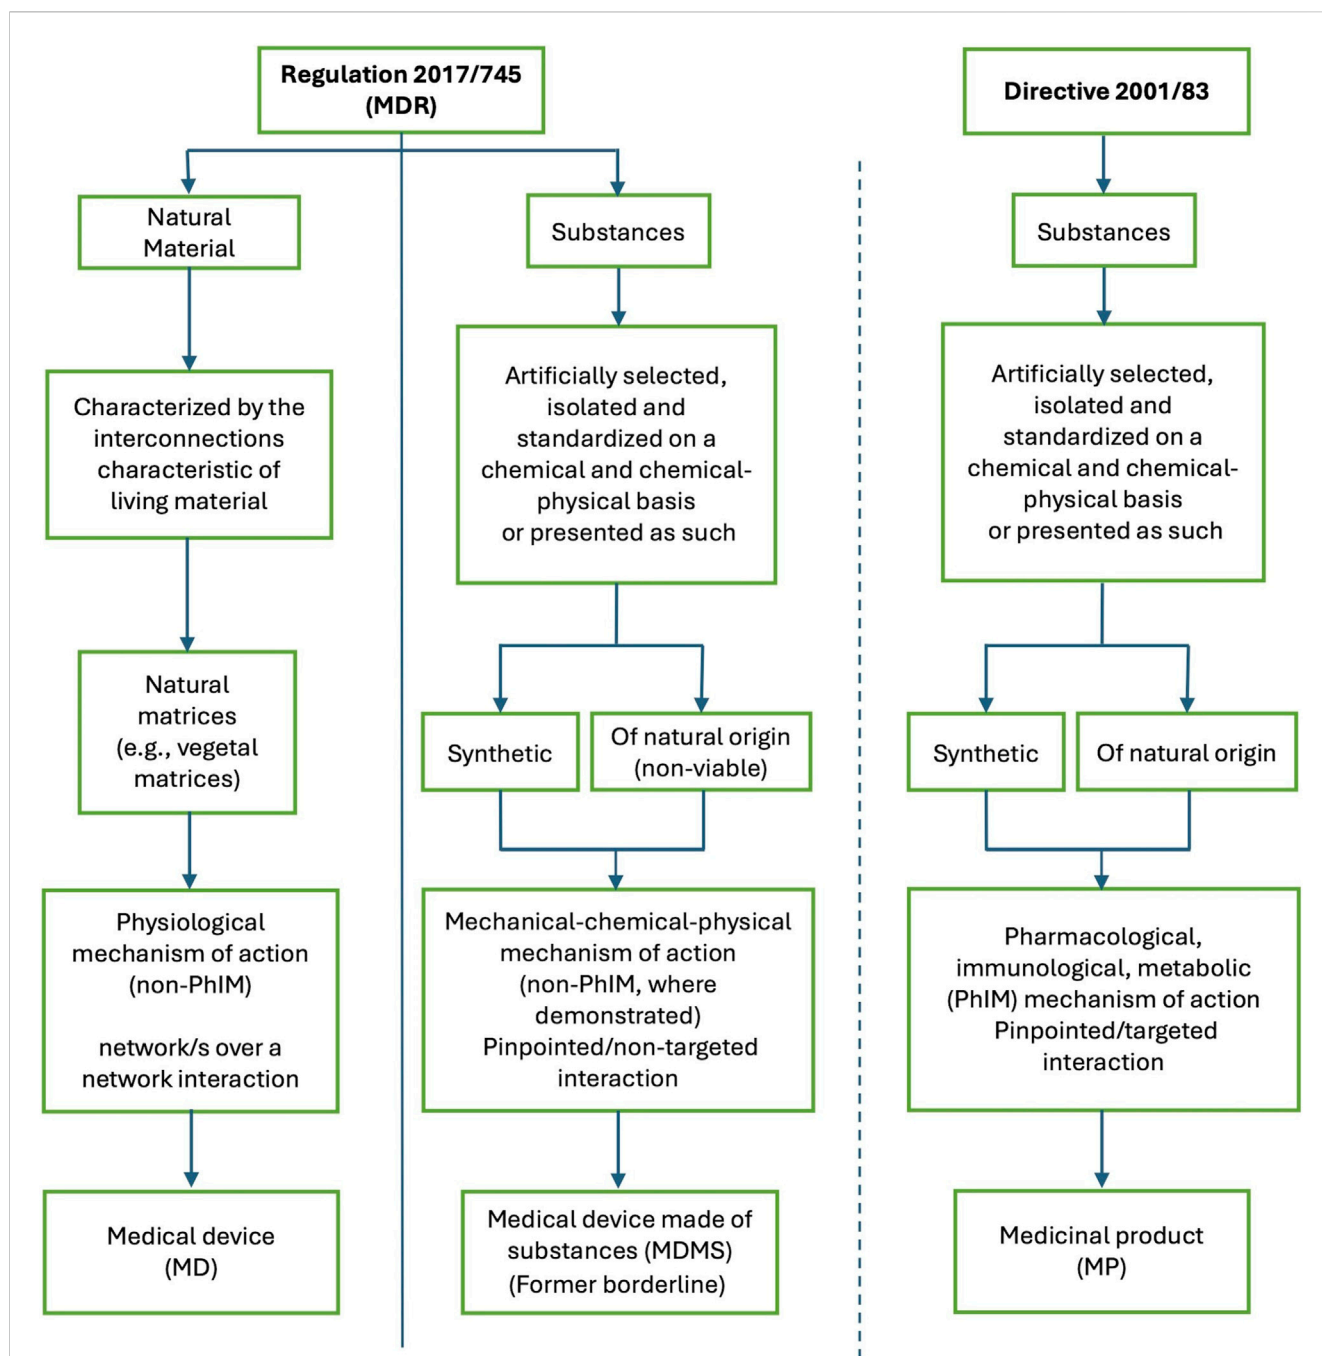 Regulation 2017/745
(MDR)
Natural
Material
Characterized by the
interconnections
characteristic of
living material
Natural
matrices
(e.g., vegetal
matrices)
Physiological
mechanism of action
(non-PhIM)
network/s over a
network interaction
Medical device
(MD)
Substances
Artificially selected,
isolated and
standardized on a
chemical and chemical-
physical basis
or presented as such
Synthetic
Of natural origin
(non-viable)
Mechanical-chemical-physical
mechanism of action
(non-PhIM, where
demonstrated)
Pinpointed/non-targeted
interaction
Medical device made of
substances (MDMS)
(Former borderline)
Directive 2001/83
Substances
Artificially selected,
isolated and
standardized on a
chemical and chemical-
physical basis
or presented as such
Synthetic
Of natural origin
Pharmacological,
immunological, metabolic
(PhIM) mechanism of action
Pinpointed/targeted
interaction
Medicinal product
(MP)